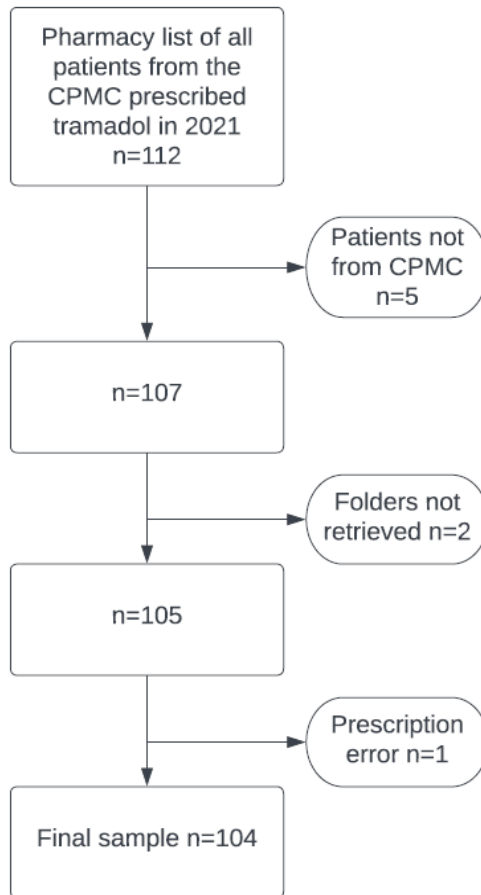 Pharmacy list of all
patients from the
CPMC prescribed
tramadol in 2021
n=112
Patients not
from CPMC
n=5
n=107
Folders not
retrieved n=2
n=105
Prescription
error n=1
Final sample n=104